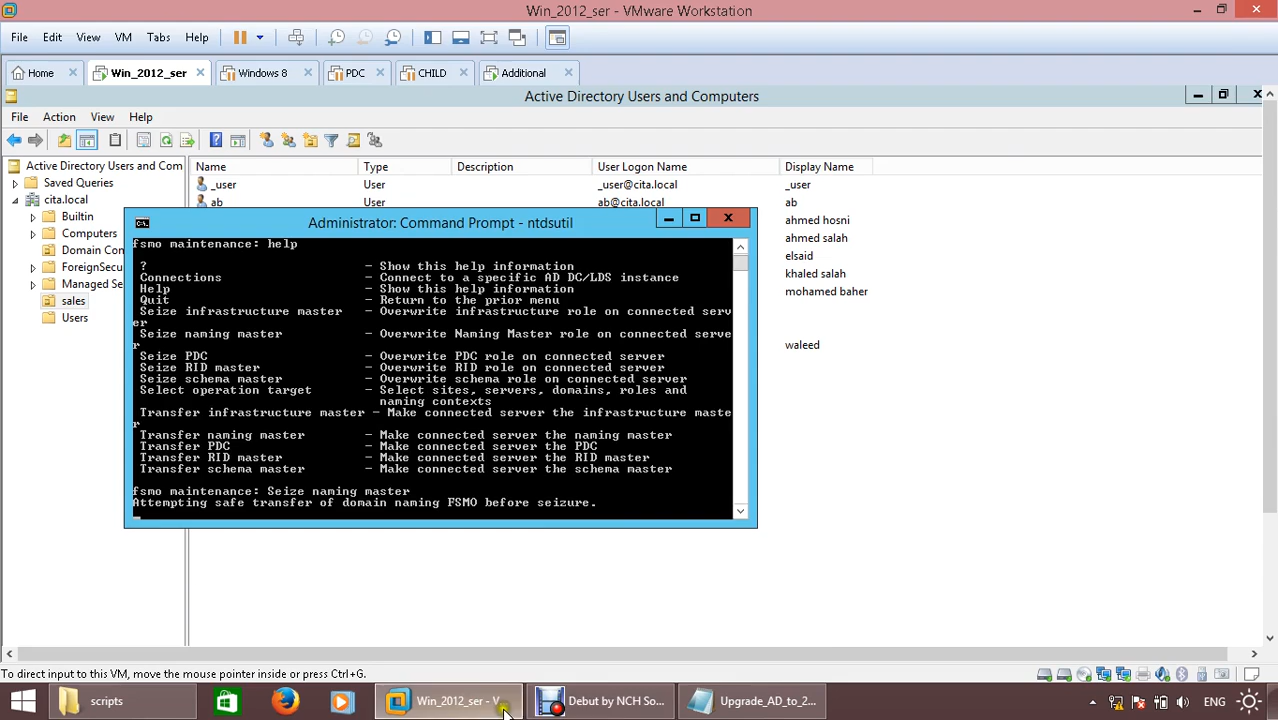 Win_2012_ser - VMware Workstation
File Edit View VM Tabs Help
Home Win_2012_ser Windows 8 PDC CHILD Additional
Active Directory Users and Computers
File Action View Help
Active Directory Users and Com
Saved Queries
cita.local
Builtin
Computers
Domain Con
ForeignSecu
Managed Se
sales
Users
Name Type Description User Logon Name Display Name
_user User _user@cita.local _user
ab User ab@cita.local ab
ahmed hosni
ahmed salah
elsaid
khaled salah
mohamed baher
waleed
Administrator: Command Prompt - ntdsutil
fsmo maintenance: help
? - Show this help information
Connections - Connect to a specific AD DC/LDS instance
Help - Show this help information
Quit - Return to the prior menu
Seize infrastructure master - Overwrite infrastructure role on connected serv
er
Seize naming master - Overwrite Naming Master role on connected serve
r
Seize PDC - Overwrite PDC role on connected server
Seize RID master - Overwrite RID role on connected server
Seize schema master - Overwrite schema role on connected server
Select operation target - Select sites, servers, domains, roles and
naming contexts
Transfer infrastructure master - Make connected server the infrastructure maste
r
Transfer naming master - Make connected server the naming master
Transfer PDC - Make connected server the PDC
Transfer RID master - Make connected server the RID master
Transfer schema master - Make connected server the schema master
fsmo maintenance: Seize naming master
Attempting safe transfer of domain naming FSMO before seizure.
To direct input to this VM, move the mouse pointer inside or press Ctrl+G.
scripts Win_2012_ser - V Debut by NCH So... Upgrade_AD_to_2... ENG